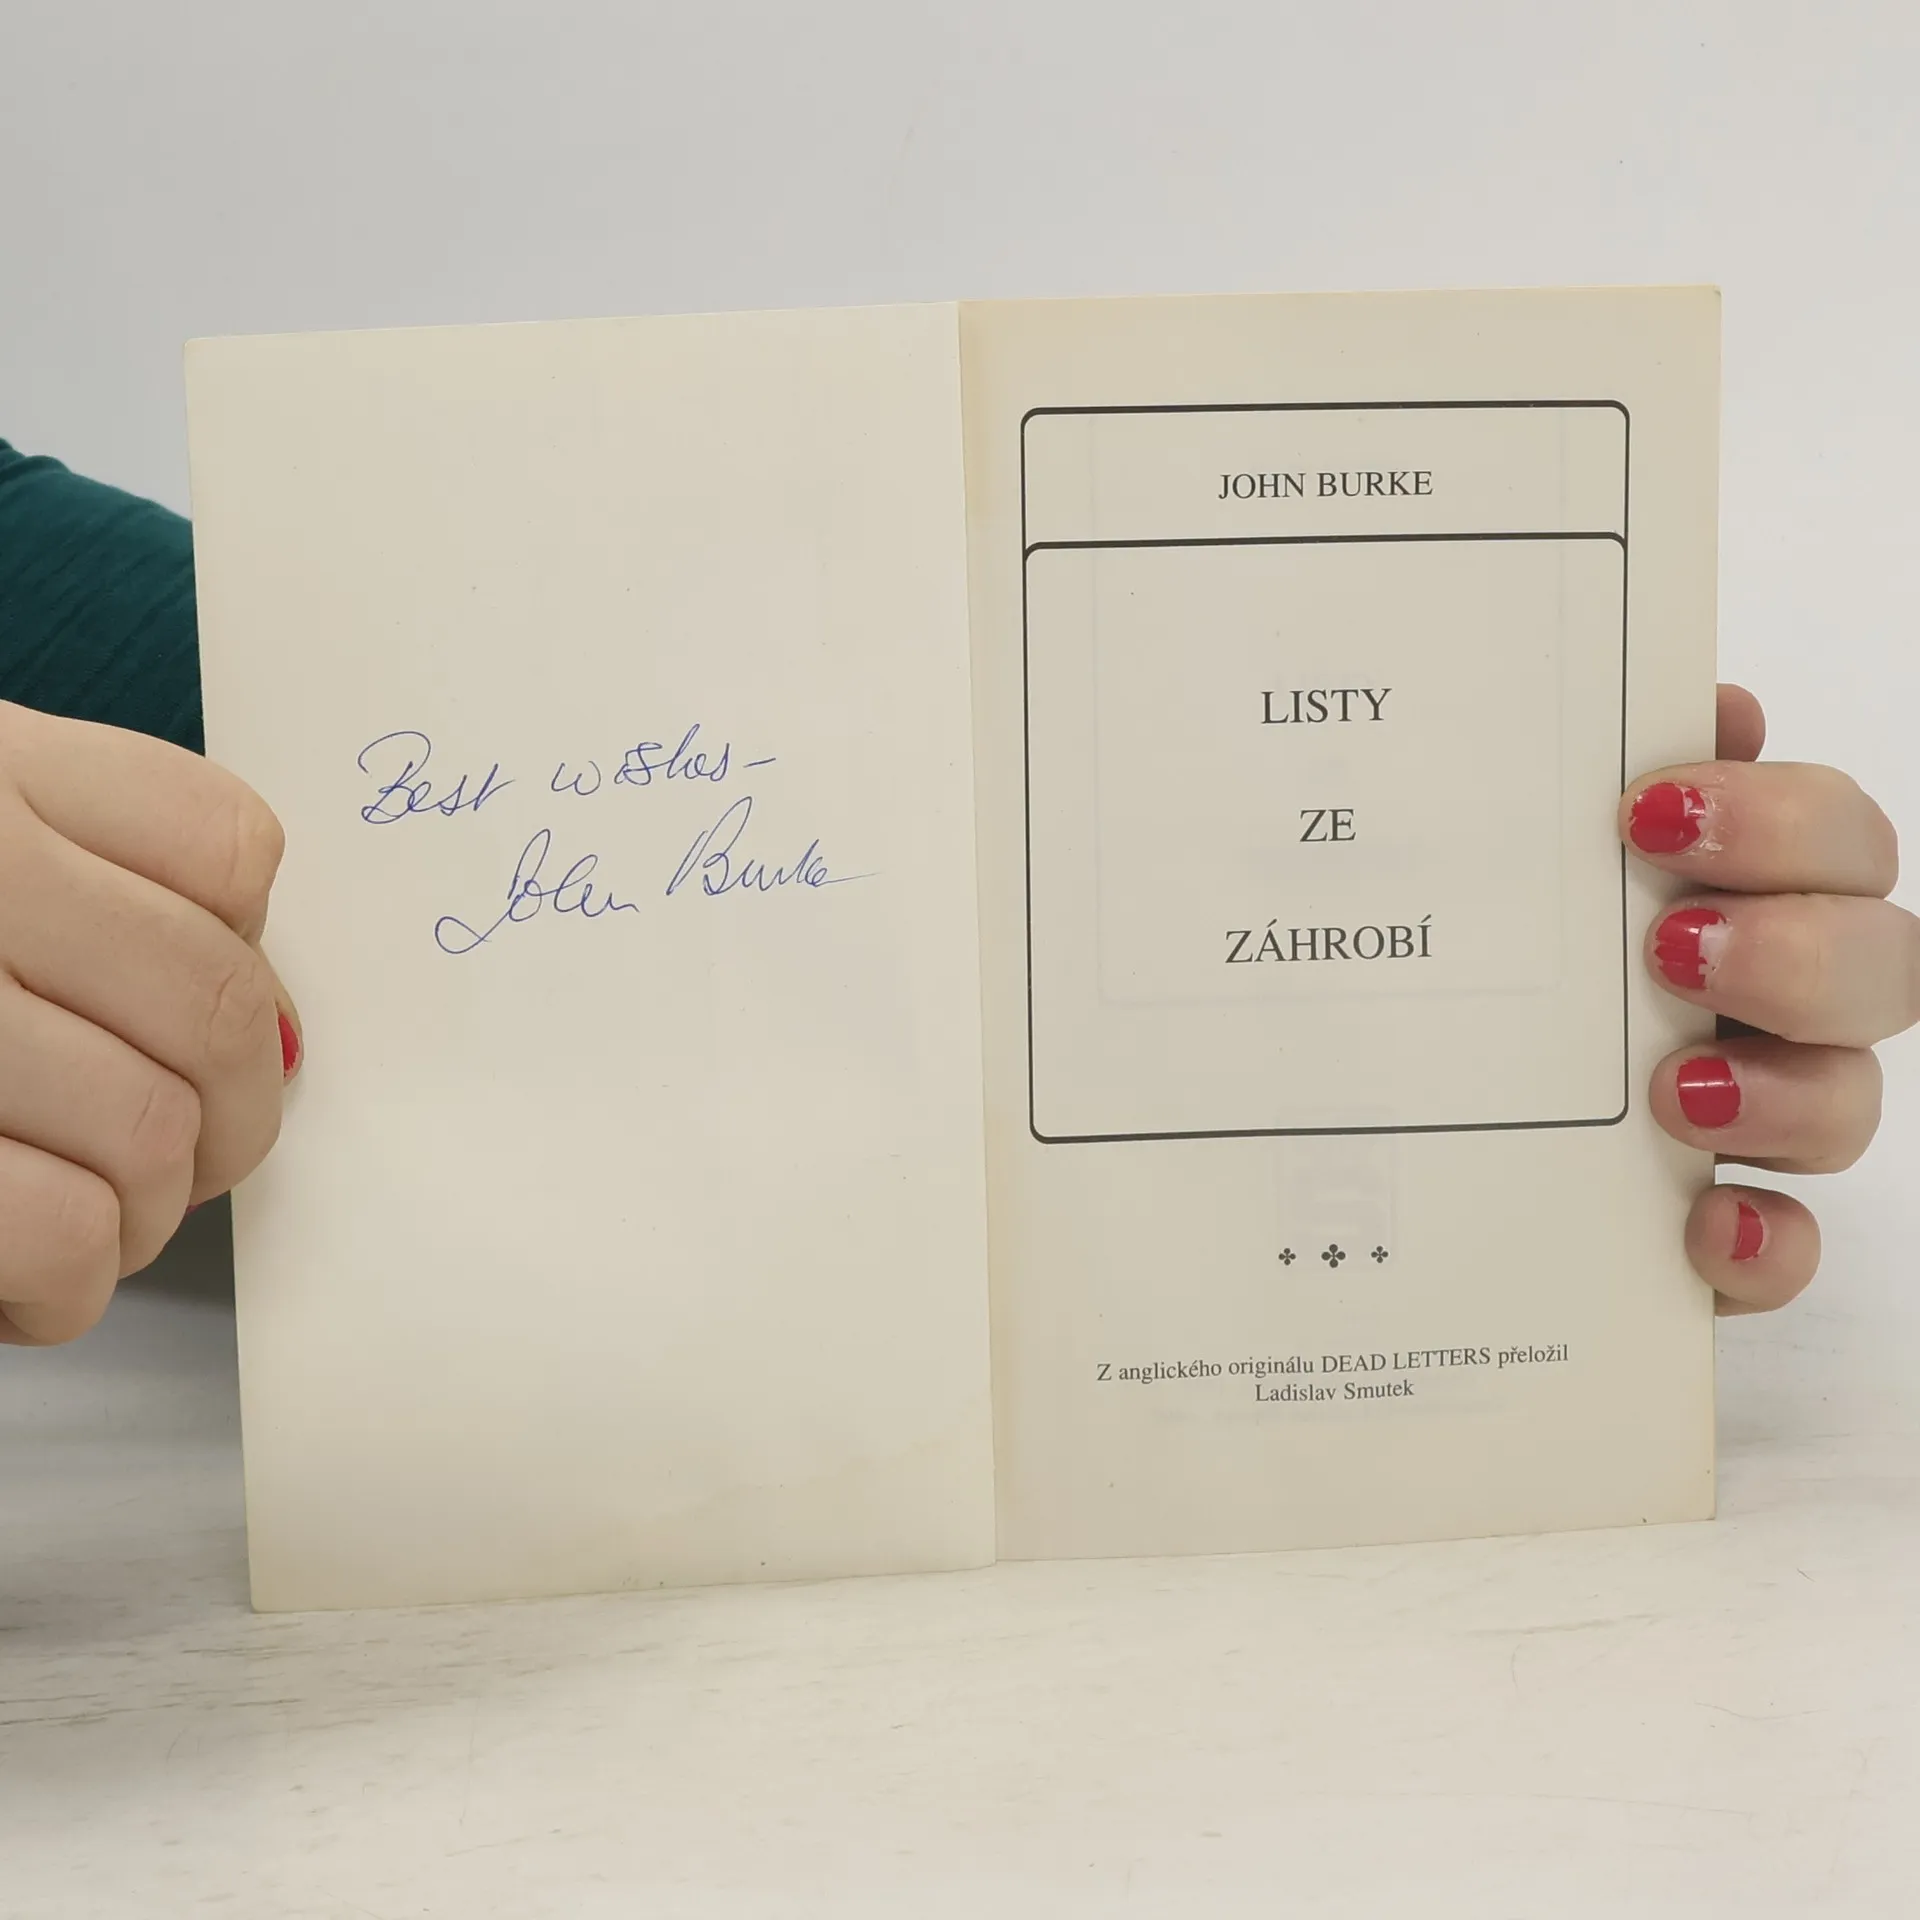 Best wishes-
John Burke
JOHN BURKE
LISTY
ZE
ZÁHROBÍ
Z anglického originálu DEAD LETTERS přeložil
Ladislav Smutek